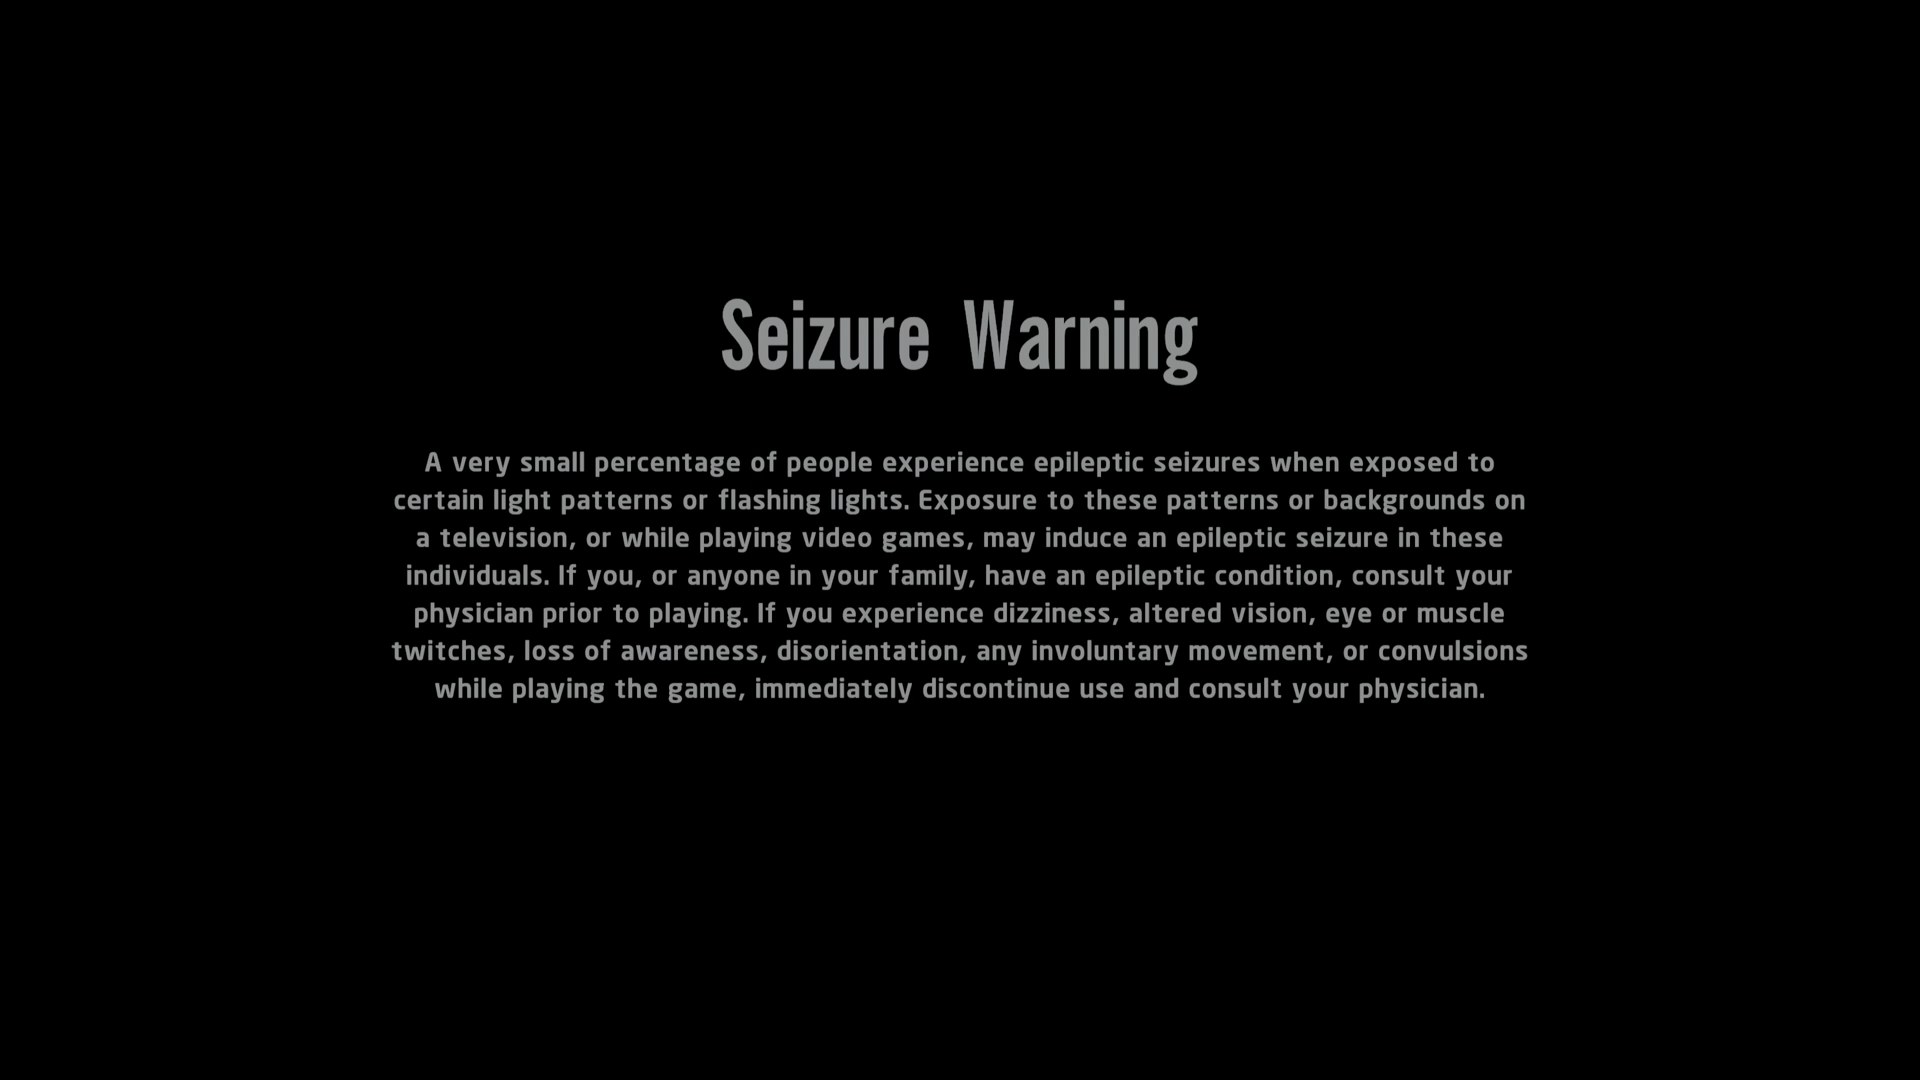 Seizure Warning
A very small percentage of people experience epileptic seizures when exposed to
certain light patterns or flashing lights. Exposure to these patterns or backgrounds on
a television, or while playing video games, may induce an epileptic seizure in these
individuals. If you, or anyone in your family, have an epileptic condition, consult your
physician prior to playing. If you experience dizziness, altered vision, eye or muscle
twitches, loss of awareness, disorientation, any involuntary movement, or convulsions
while playing the game, immediately discontinue use and consult your physician.